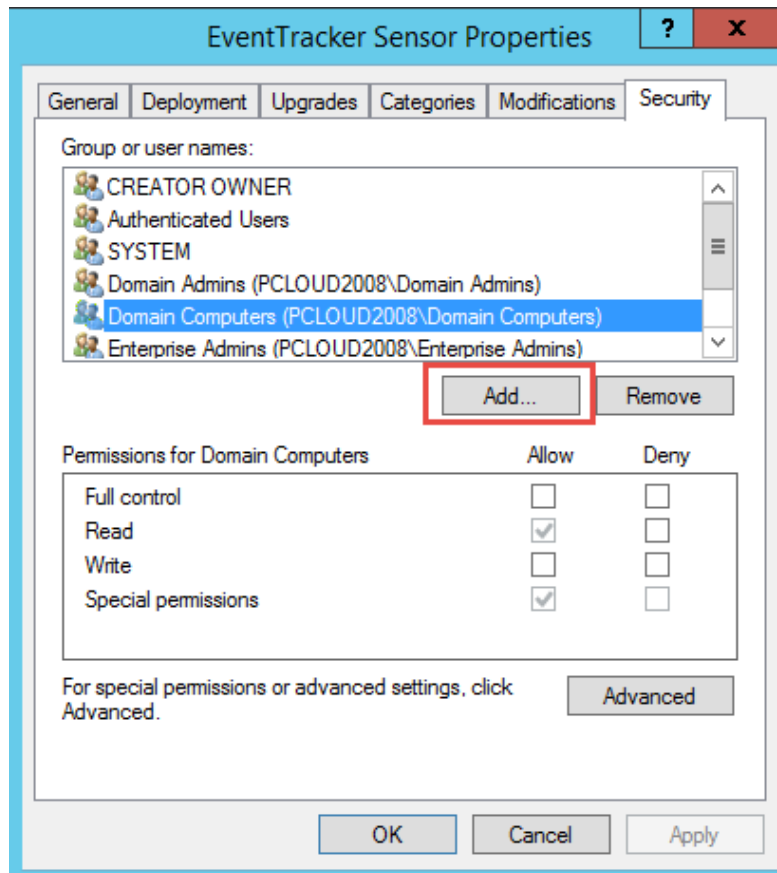 EventTracker Sensor Properties
?
x
General Deployment Upgrades Categories Modifications Security
Group or user names:
CREATOR OWNER
Authenticated Users
SYSTEM
Domain Admins (PCLOUD2008\Domain Admins)
Domain Computers (PCLOUD2008\Domain Computers)
Enterprise Admins (PCLOUD2008\Enterprise Admins)
Add... Remove
Permissions for Domain Computers Allow Deny
Full control
Read
Write
Special permissions
For special permissions or advanced settings, click
Advanced.
Advanced
OK Cancel Apply